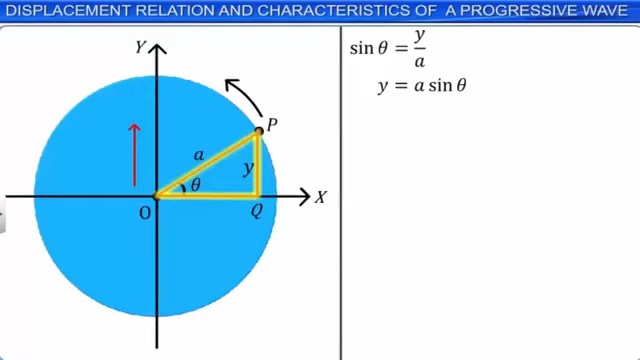 DISPLACEMENT RELATION AND CHARACTERISTICS OF A PROGRESSIVE WAVE
Y
sin θ = y/a
y = a sin θ
P
a
y
θ
X
O
Q